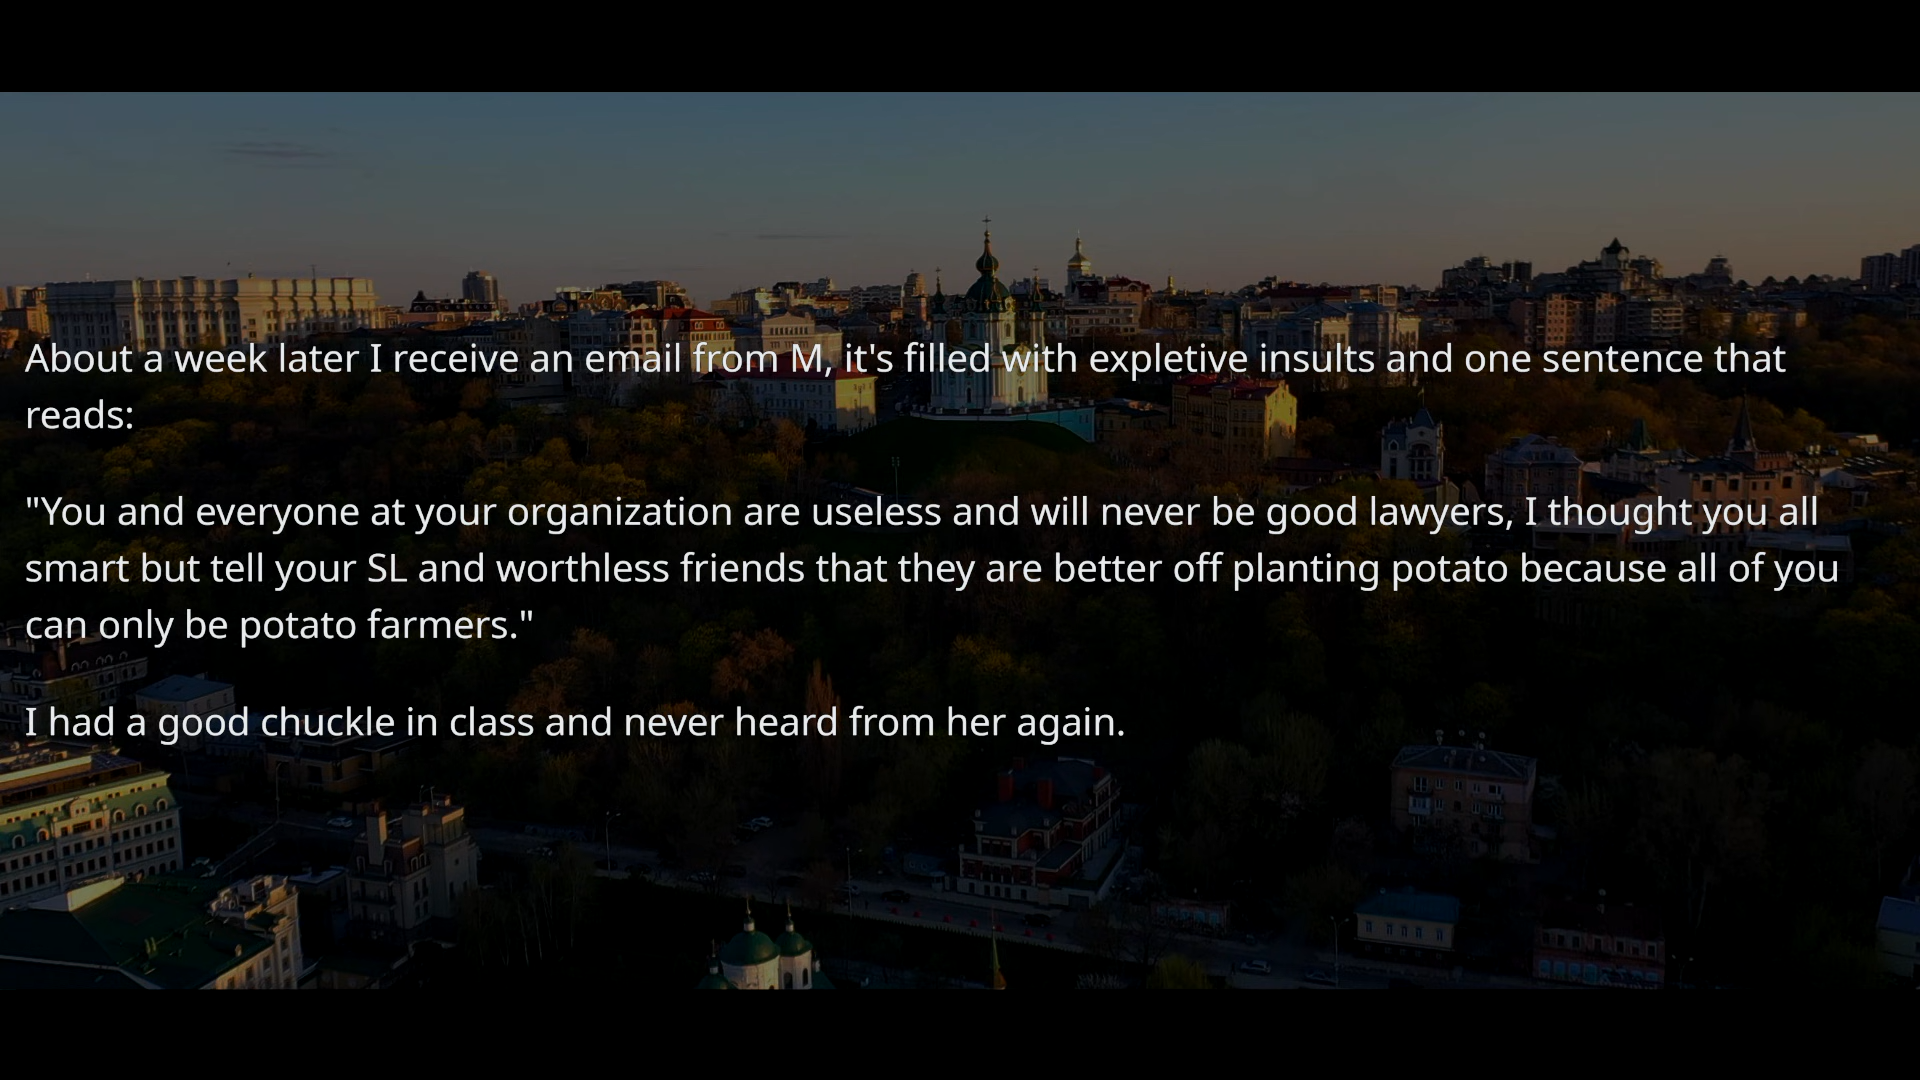 About a week later I receive an email from M, it's filled with expletive insults and one sentence that
reads:
"You and everyone at your organization are useless and will never be good lawyers, I thought you all
smart but tell your SL and worthless friends that they are better off planting potato because all of you
can only be potato farmers."
I had a good chuckle in class and never heard from her again.